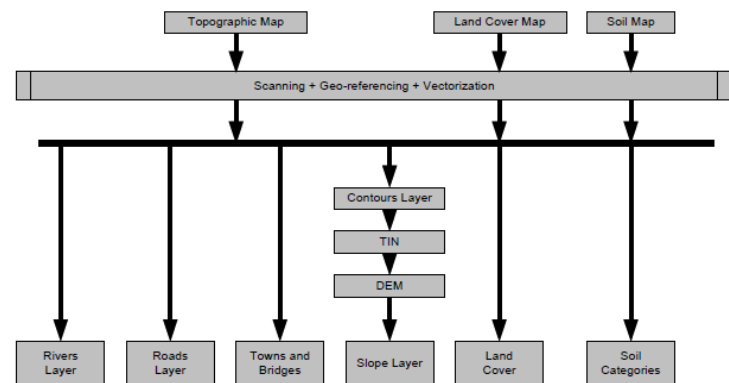 Topographic Map
Land Cover Map
Soil Map
Scanning + Geo-referencing + Vectorization
Contours Layer
TIN
DEM
Rivers
Layer
Roads
Layer
Towns and
Bridges
Slope Layer
Land
Cover
Soil
Categories